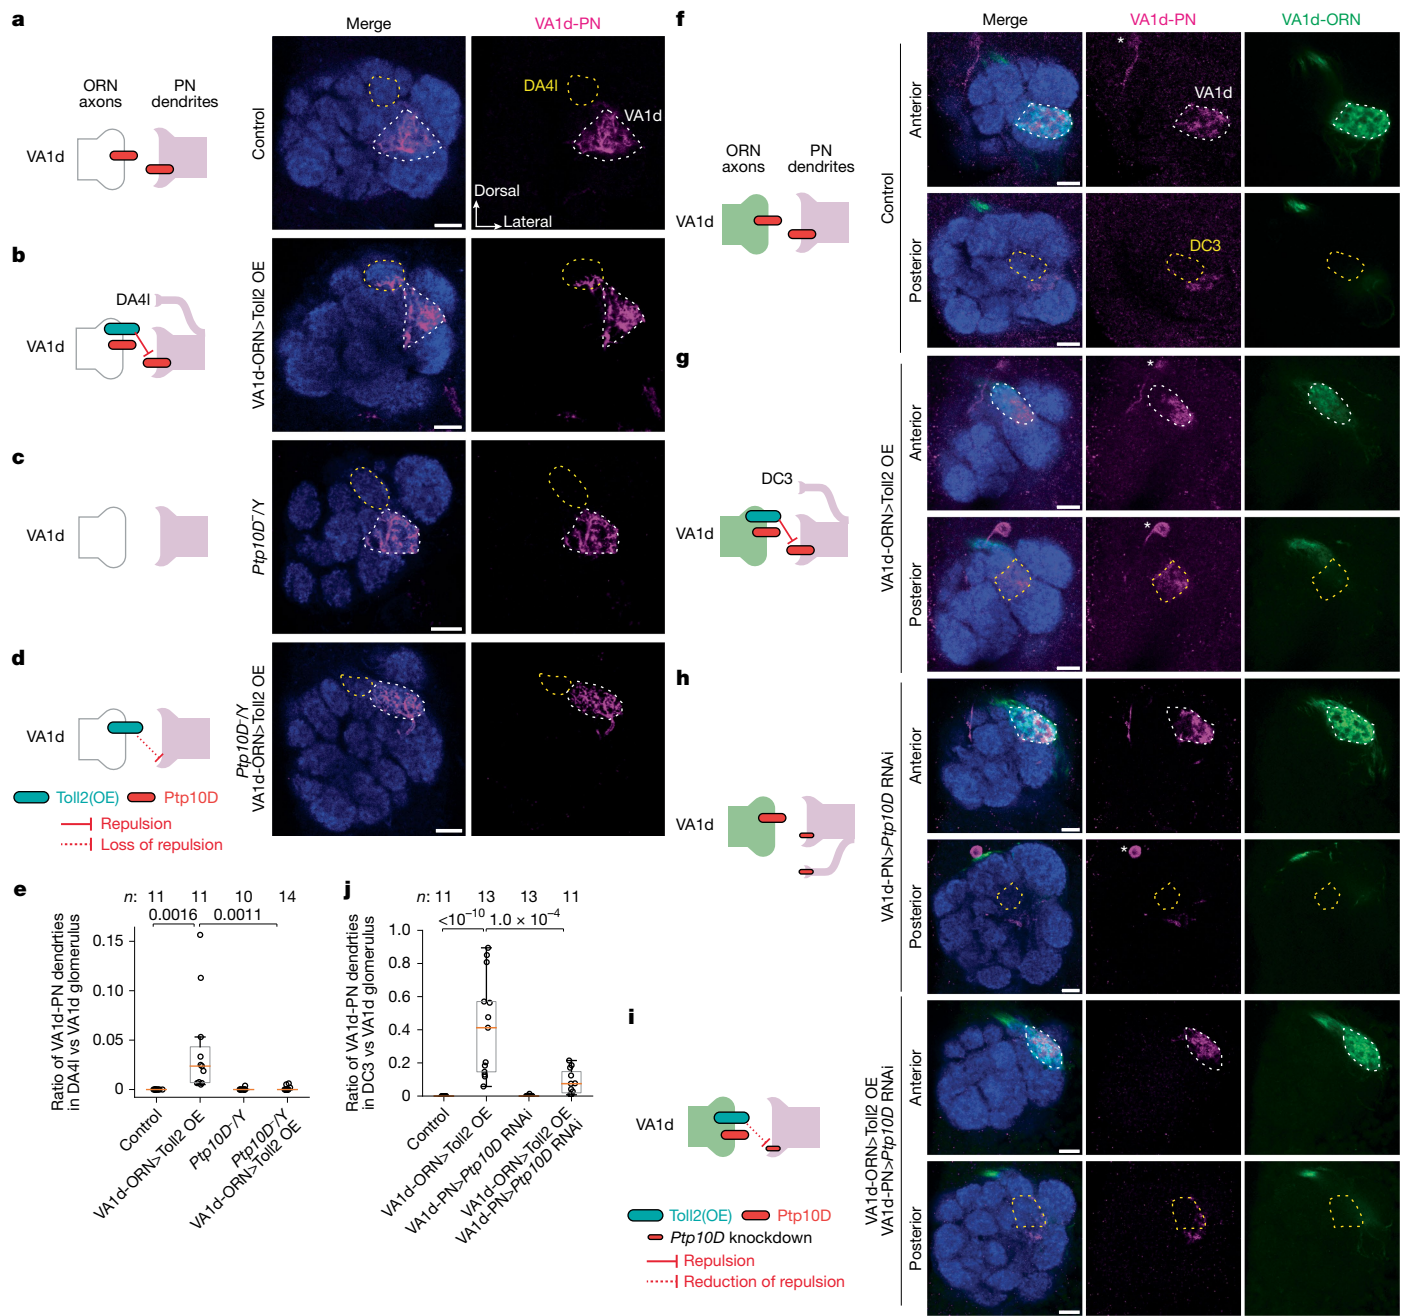 a
Merge
VA1d-PN
ORN axons
PN dendrites
VA1d
Control
DA4l
VA1d
Dorsal
Lateral
b
DA4l
VA1d
VA1d-ORN>Toll2 OE
c
VA1d
Ptp10D–/Y
d
VA1d
Ptp10D–/Y
VA1d-ORN>Toll2 OE
Toll2(OE) Ptp10D
Repulsion
Loss of repulsion
e
n: 11 11 10 14
0.0016 0.0011
Ratio of VA1d-PN dendrties
in DA4l vs VA1d glomerulus
0.15
0.10
0.05
0
Control
VA1d-ORN>Toll2 OE
Ptp10D–/Y
Ptp10D–/Y
VA1d-ORN>Toll2 OE
j
n: 11 13 13 11
<10–10 1.0 × 10–4
Ratio of VA1d-PN dendrties
in DC3 vs VA1d glomerulus
1.0
0.8
0.6
0.4
0.2
0
Control
VA1d-ORN>Toll2 OE
VA1d-PN>Ptp10D RNAi
VA1d-ORN>Toll2 OE
VA1d-PN>Ptp10D RNAi
f
Merge
VA1d-PN
VA1d-ORN
ORN axons
PN dendrites
VA1d
Control
Anterior
*
VA1d
Posterior
DC3
g
DC3
VA1d
VA1d-ORN>Toll2 OE
Anterior
*
Posterior
*
h
VA1d
VA1d-PN>Ptp10D RNAi
Anterior
Posterior
*
i
VA1d
VA1d-ORN>Toll2 OE
VA1d-PN>Ptp10D RNAi
Anterior
Posterior
Toll2(OE) Ptp10D
Ptp10D knockdown
Repulsion
Reduction of repulsion